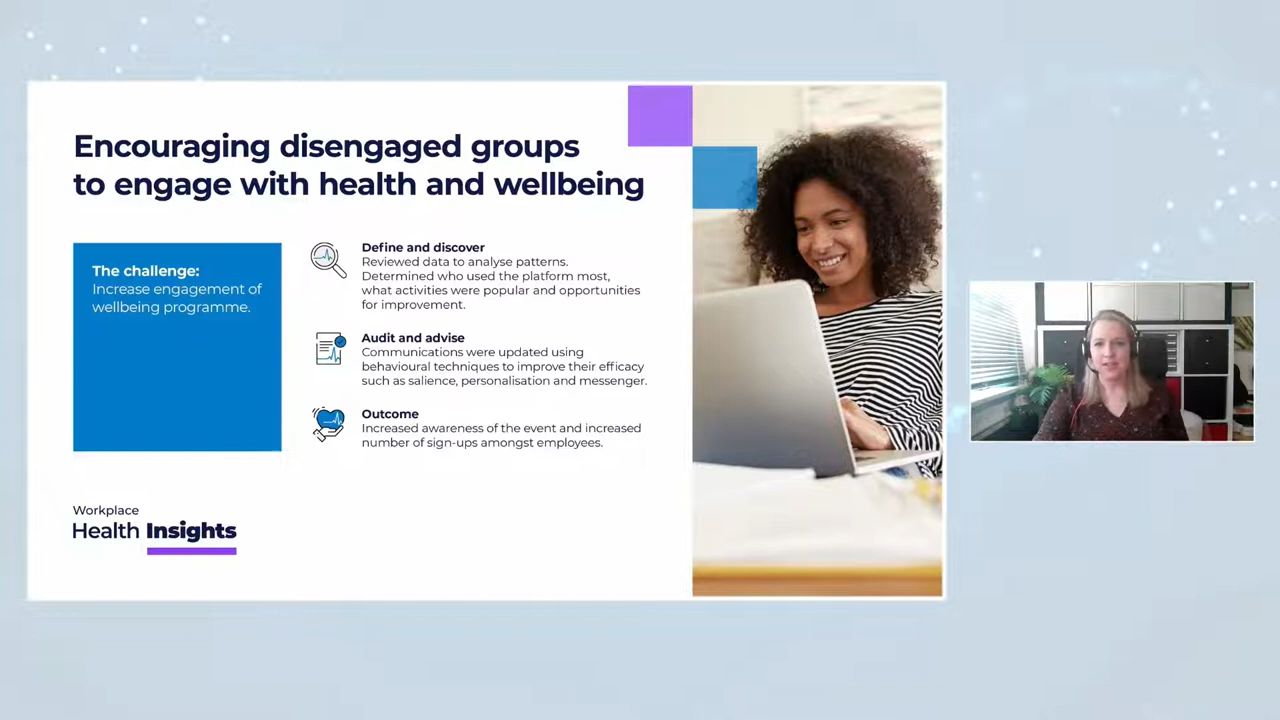 Encouraging disengaged groups
to engage with health and wellbeing
The challenge:
Increase engagement of
wellbeing programme.
Define and discover
Reviewed data to analyse patterns.
Determined who used the platform most,
what activities were popular and opportunities
for improvement.
Audit and advise
Communications were updated using
behavioural techniques to improve their efficacy
such as salience, personalisation and messenger.
Outcome
Increased awareness of the event and increased
number of sign-ups amongst employees.
Workplace
Health Insights